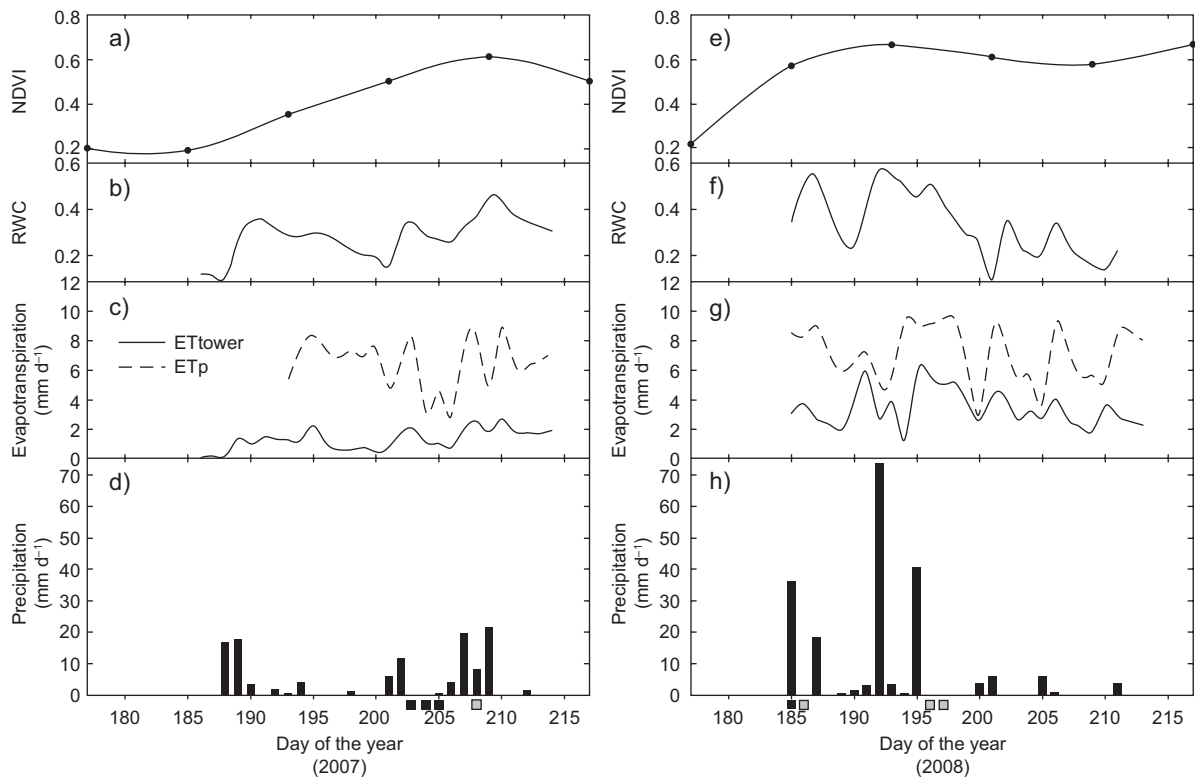 a)
0.8
0.6
0.4
0.2
NDVI
b)
0.6
0.4
0.2
RWC
c)
12
10
8
6
4
2
0
Evapotranspiration
(mm d⁻¹)
ETtower
ETp
d)
70
60
50
40
30
20
10
0
Precipitation
(mm d⁻¹)
180 185 190 195 200 205 210 215
Day of the year
(2007)
e)
0.8
0.6
0.4
0.2
NDVI
f)
0.6
0.4
0.2
RWC
g)
12
10
8
6
4
2
0
Evapotranspiration
(mm d⁻¹)
h)
70
60
50
40
30
20
10
0
Precipitation
(mm d⁻¹)
180 185 190 195 200 205 210 215
Day of the year
(2008)